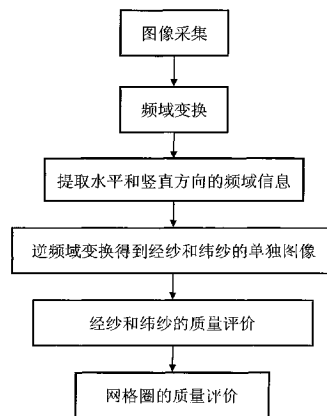 图像采集
频域变换
提取水平和竖直方向的频域信息
逆频域变换得到经纱和纬纱的单独图像
经纱和纬纱的质量评价
网格圈的质量评价